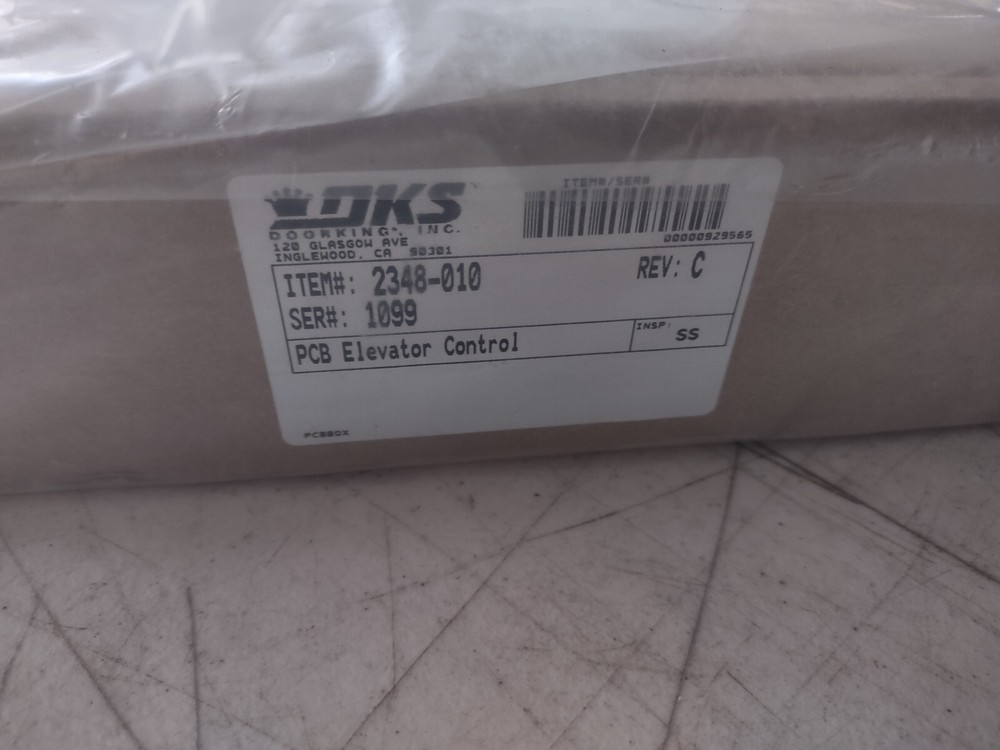 DKS
DOORKING, INC.
120 GLASGOW AVE
INGLEWOOD, CA 90301
ITEM#/SER#
00000929565
ITEM#: 2348-010
REV: C
SER#: 1099
PCB Elevator Control
INSP:
SS
PCBBOX